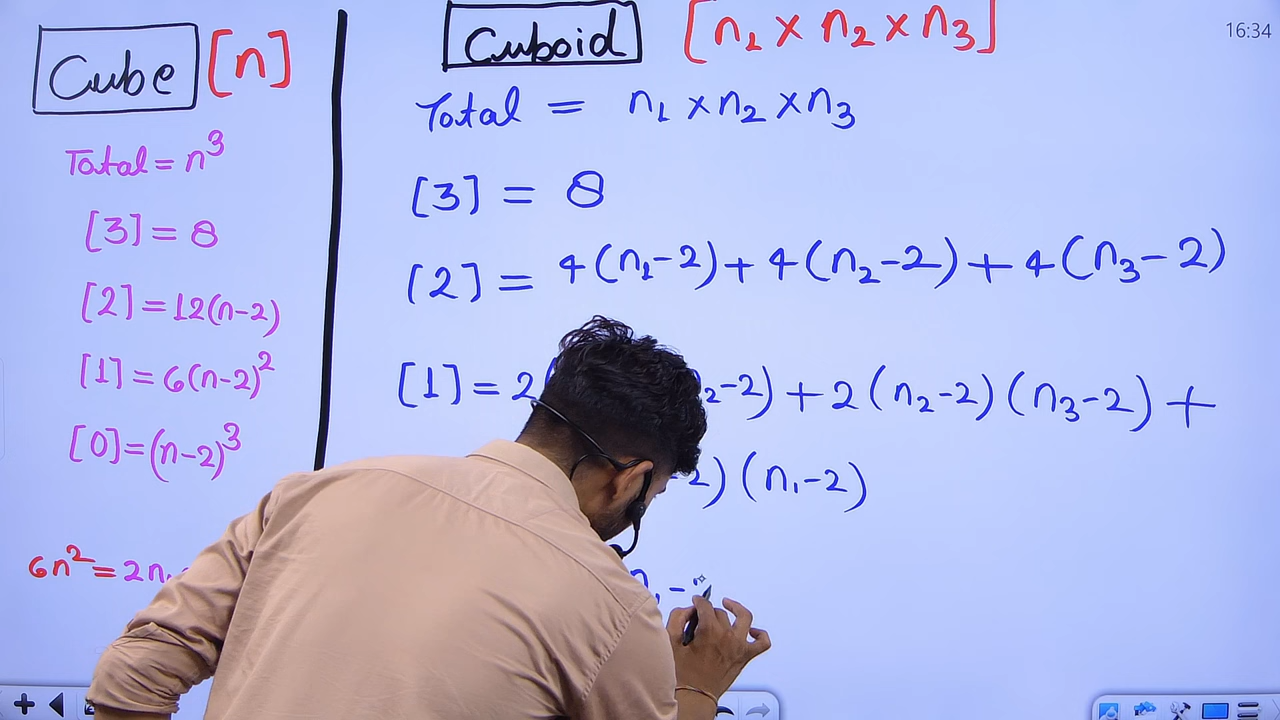 16:34
Cube [n]
Total = n³
[3] = 8
[2] = 12(n-2)
[1] = 6(n-2)²
[0] = (n-2)³
6n² = 2n
Cuboid [n₁ × n₂ × n₃]
Total = n₁ × n₂ × n₃
[3] = 8
[2] = 4(n₁-2) + 4(n₂-2) + 4(n₃-2)
[1] = 2( ₂-2) + 2(n₂-2)(n₃-2) +
-2)(n₁-2)
n₁ -